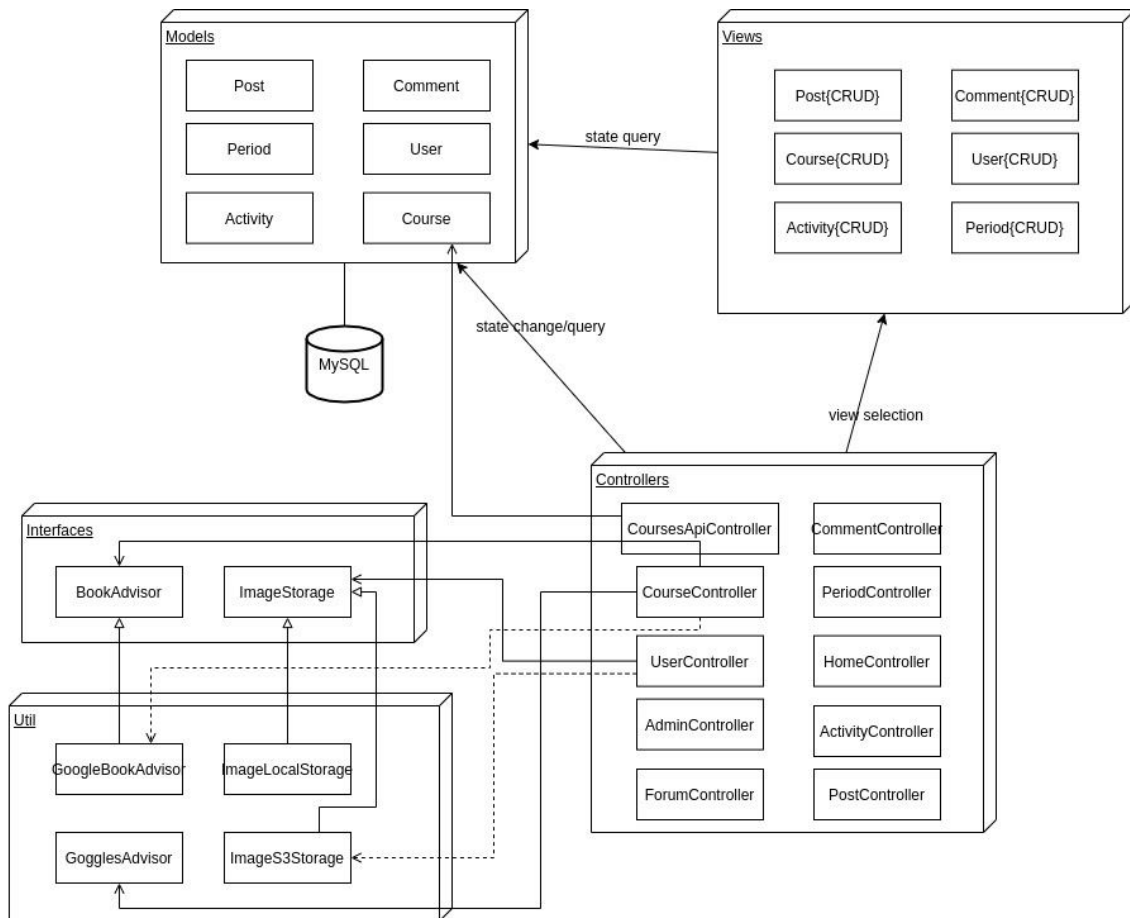 Models
Post
Comment
Period
User
Activity
Course
MySQL
Views
Post{CRUD}
Comment{CRUD}
Course{CRUD}
User{CRUD}
Activity{CRUD}
Period{CRUD}
state query
state change/query
view selection
Controllers
CoursesApiController
CommentController
CourseController
PeriodController
UserController
HomeController
AdminController
ActivityController
ForumController
PostController
Interfaces
BookAdvisor
ImageStorage
Util
GoogleBookAdvisor
ImageLocalStorage
GogglesAdvisor
ImageS3Storage